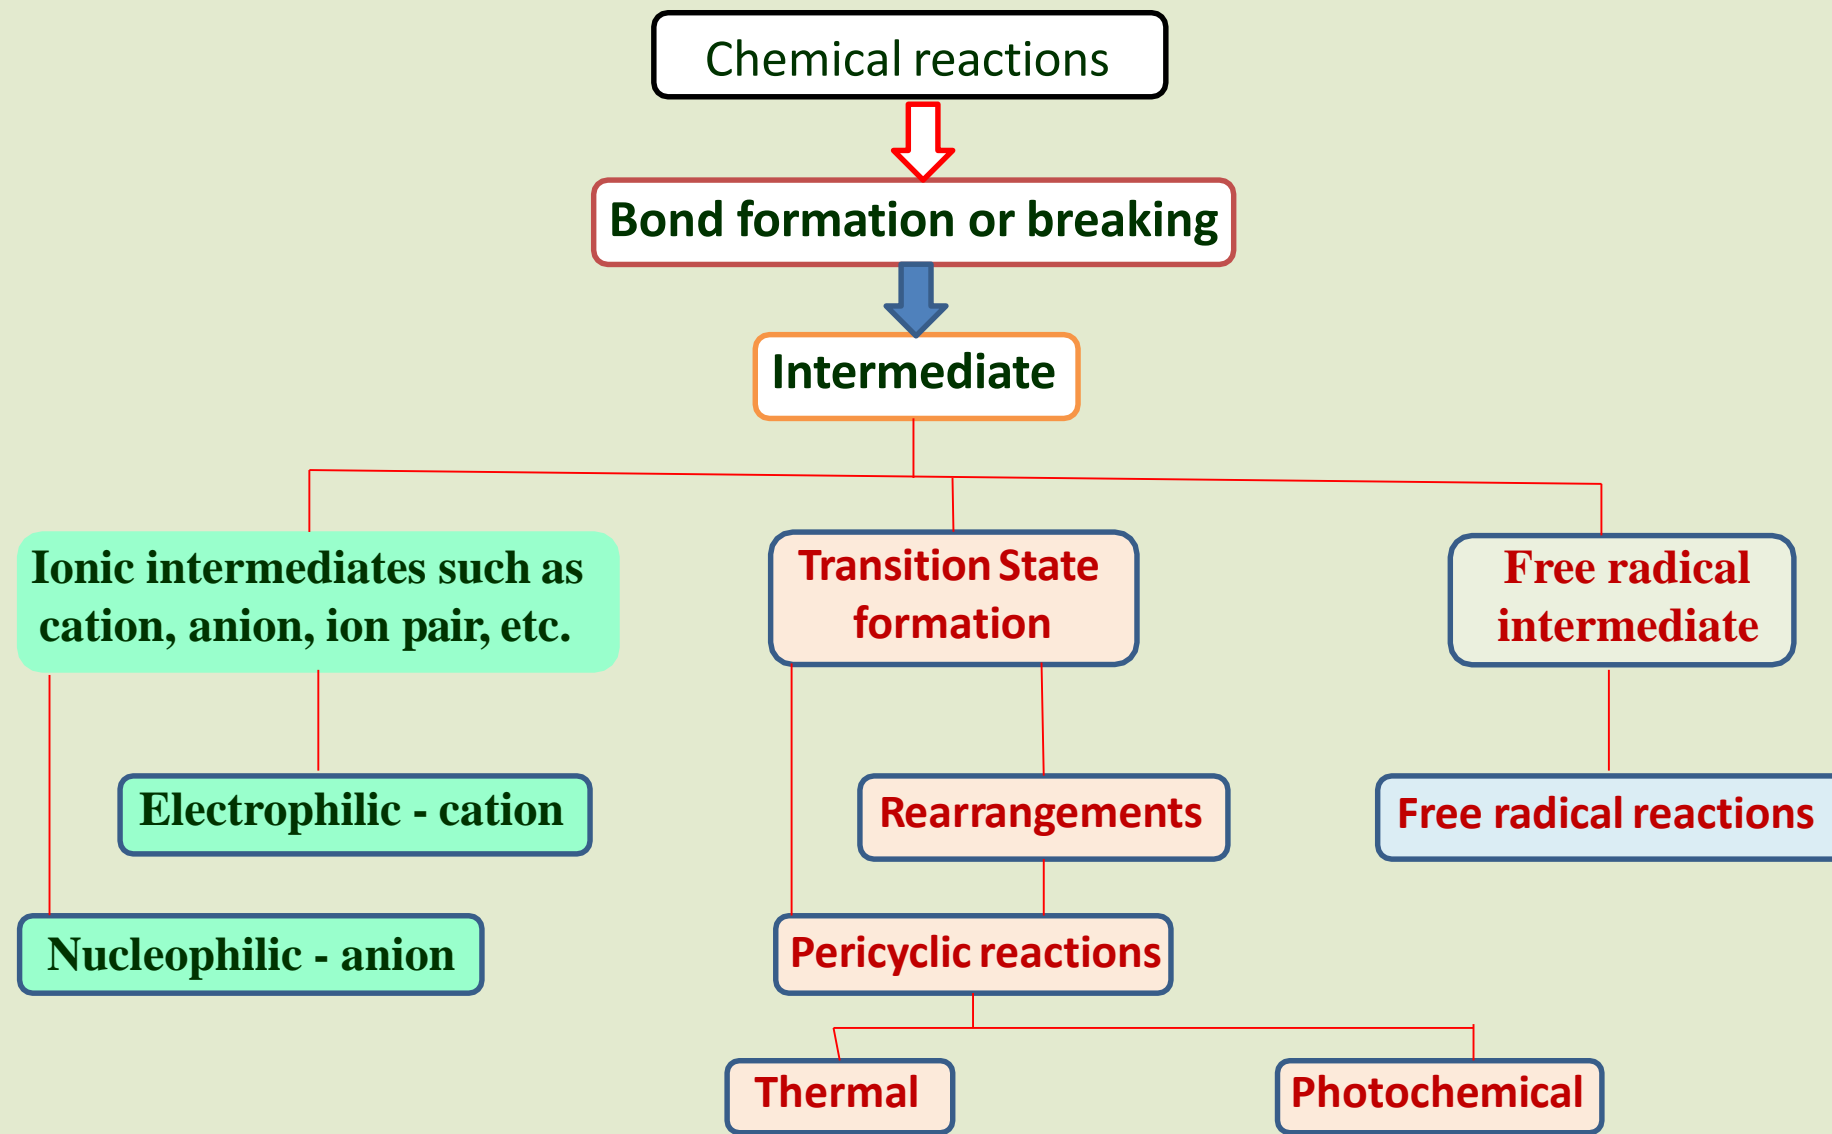 Chemical reactions
Bond formation or breaking
Intermediate
Ionic intermediates such as
cation, anion, ion pair, etc.
Transition State
formation
Free radical
intermediate
Electrophilic - cation
Rearrangements
Free radical reactions
Nucleophilic - anion
Pericyclic reactions
Thermal
Photochemical